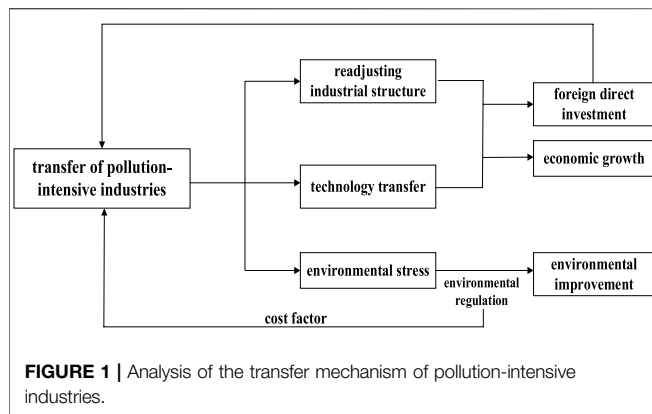 readjusting
industrial structure
foreign direct
investment
transfer of pollution-
intensive industries
economic growth
technology transfer
environmental stress
environmental
regulation
environmental
improvement
cost factor
FIGURE 1 | Analysis of the transfer mechanism of pollution-intensive
industries.